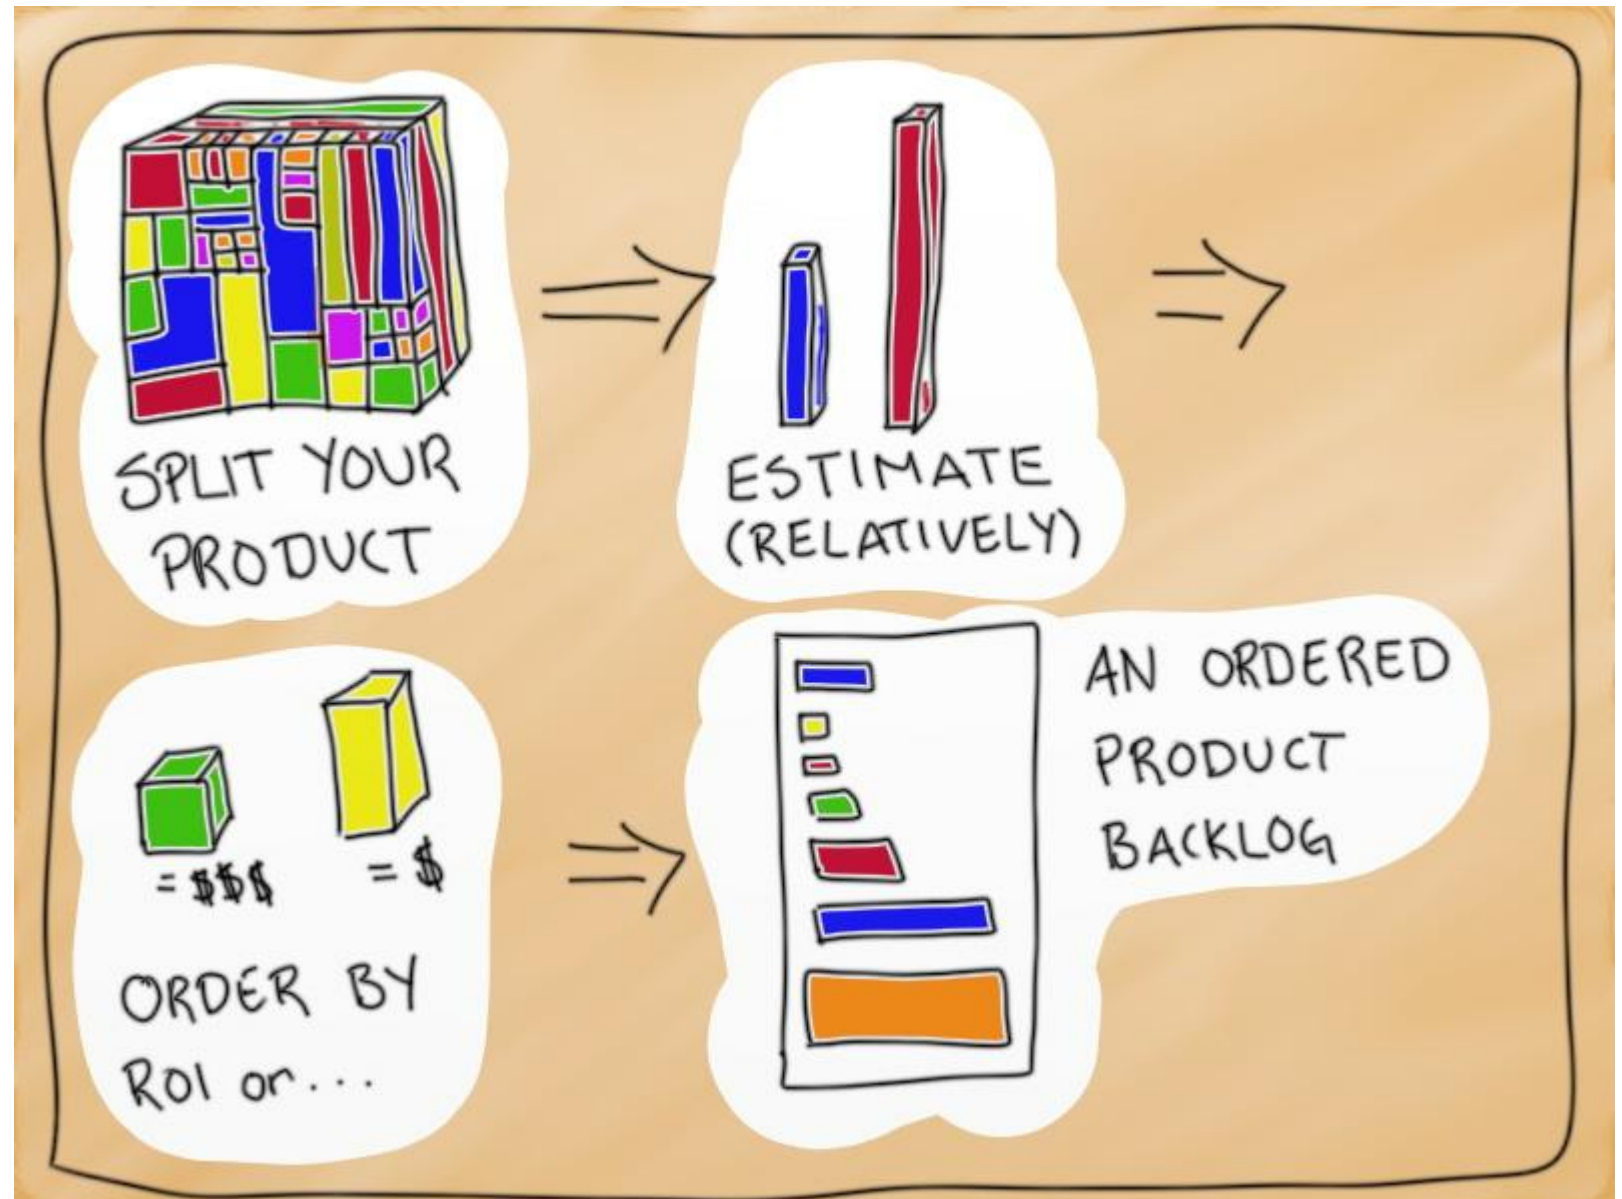 SPLIT YOUR
PRODUCT
ESTIMATE
(RELATIVELY)
= $$$
= $
ORDER BY
ROI or...
AN ORDERED
PRODUCT
BACKLOG